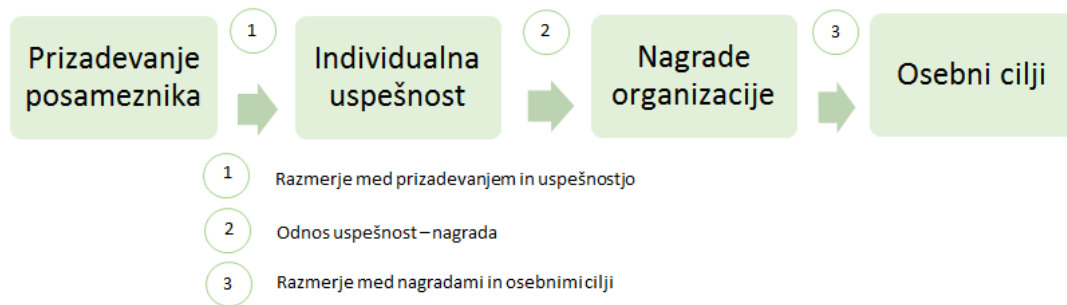 1
2
3
Prizadevanje
posameznika
Individualna
uspešnost
Nagrade
organizacije
Osebni cilji
1 Razmerje med prizadevanjem in uspešnostjo
2 Odnos uspešnost – nagrada
3 Razmerje med nagradami in osebnimi cilji